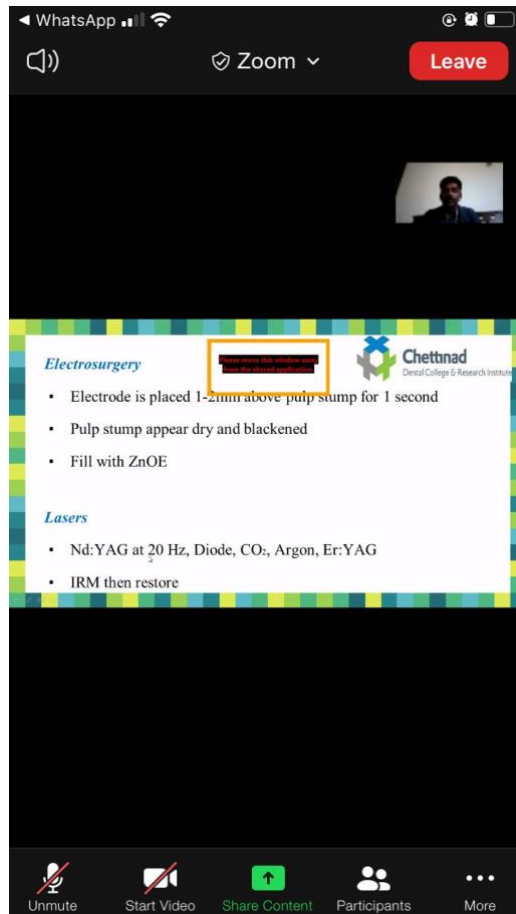 ◀ WhatsApp
Zoom
Leave
Please move this window away
from the shared application.
Chettinad
Dental College & Research Institute
Electrosurgery
▪ Electrode is placed 1-2mm above pulp stump for 1 second
▪ Pulp stump appear dry and blackened
▪ Fill with ZnOE
Lasers
▪ Nd:YAG at 20 Hz, Diode, CO₂, Argon, Er:YAG
▪ IRM then restore
Unmute
Start Video
Share Content
Participants
More